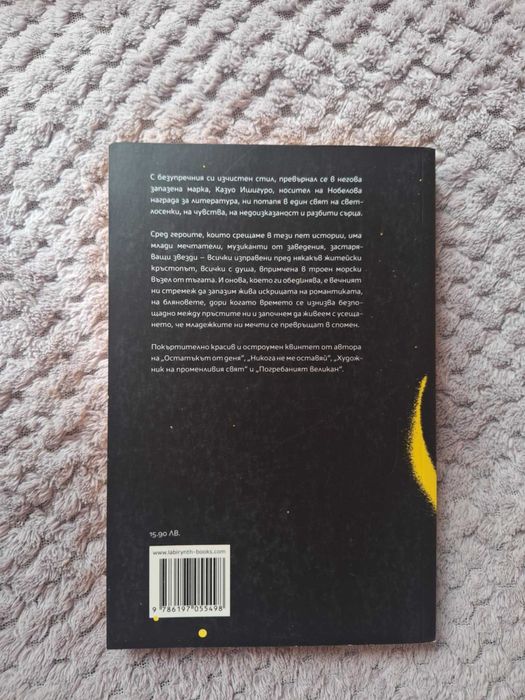 С безупречния си изчистен стил, превърнал се в негова
запазена марка, Казуо Ишигуро, носител на Нобелова
награда за литература, ни потапя в един свят на свет-
лосенки, на чувства, на недоизказаност и разбити сърца.
Сред героите, които срещаме в тези пет истории, има
млади мечтатели, музиканти от заведения, застаря-
ващи звезди – всички изправени пред някакъв житейски
кръстопът, всички с душа, впримчена в троен морски
възел от тъгата. И онова, което ги обединява, е вечният
ни стремеж да запазим жива искрицата на романтиката,
на бляновете, дори когато времето се изнизва безпо-
щадно между пръстите ни и започнем да живеем с усеща-
нето, че младежките ни мечти се превръщат в спомен.
Покъртително красив и остроумен квинтет от автора
на „Остатъкът от деня“, „Никога не ме оставяй“, „Худож-
ник на променливия свят“ и „Погребаният великан“.
15.90 ЛВ.
www.labirynth-books.com
9 786197 055498